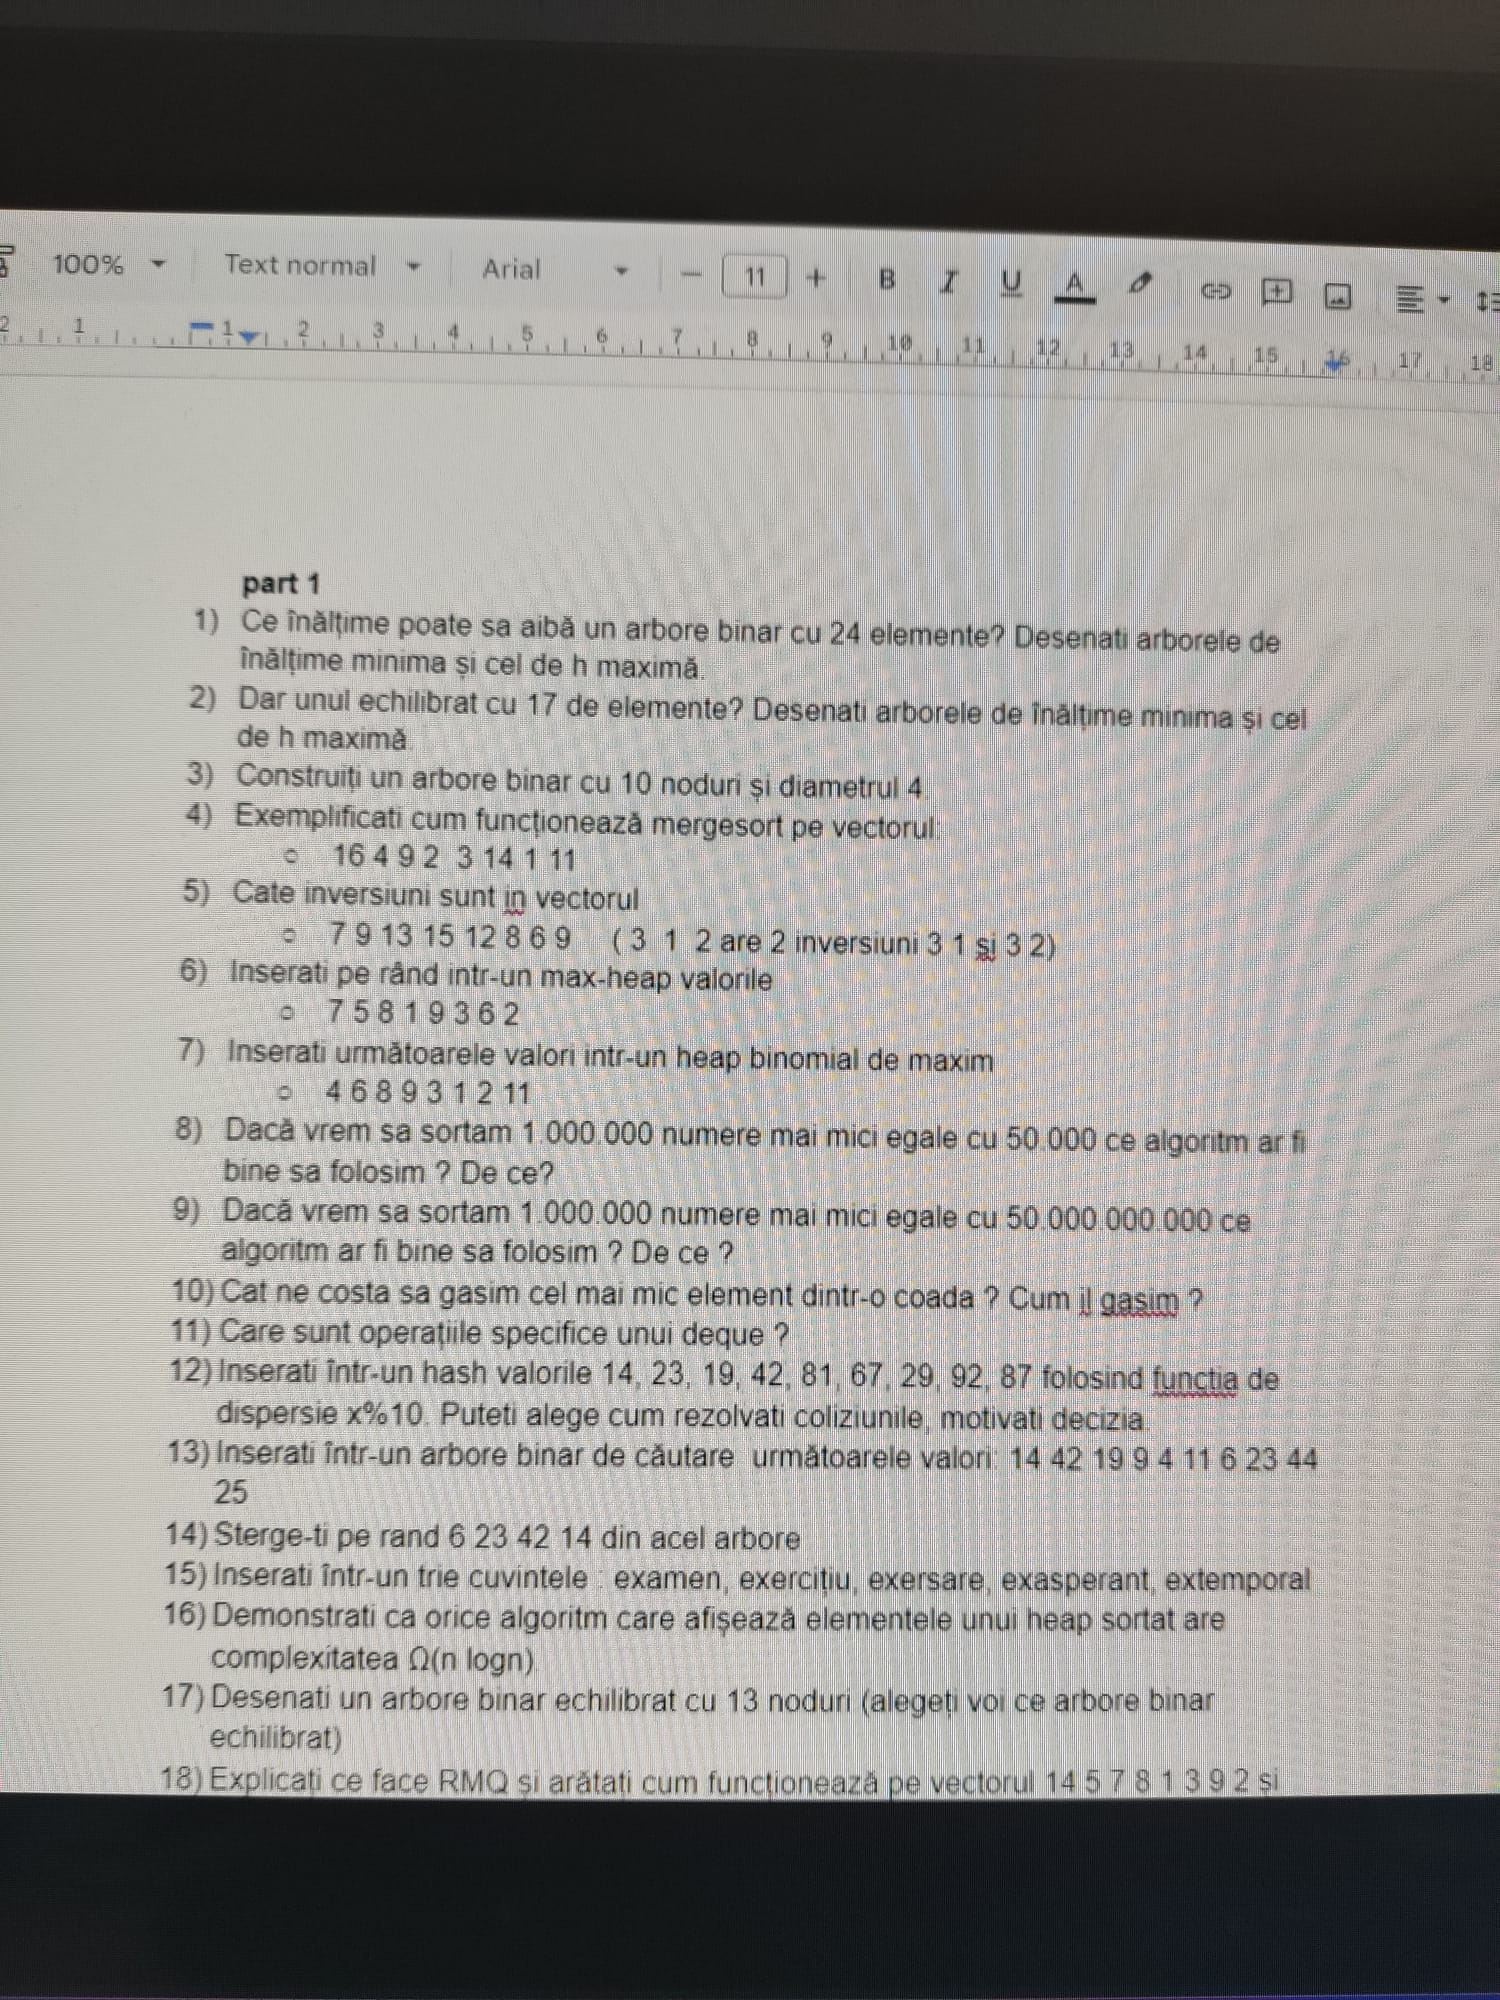 100% Text normal Arial 11 B I U A
2 1 1 2 3 4 5 6 7 8 9 10 11 12 13 14 15 16 17 18
part 1
1) Ce înălțime poate sa aibă un arbore binar cu 24 elemente? Desenati arborele de
înălțime minima și cel de h maximă.
2) Dar unul echilibrat cu 17 de elemente? Desenati arborele de înălțime minima și cel
de h maximă.
3) Construiți un arbore binar cu 10 noduri și diametrul 4.
4) Exemplificati cum funcționează mergesort pe vectorul:
○ 16 4 9 2 3 14 1 11
5) Cate inversiuni sunt in vectorul
○ 7 9 13 15 12 8 6 9 ( 3 1 2 are 2 inversiuni 3 1 si 3 2)
6) Inserati pe rând intr-un max-heap valorile
○ 7 5 8 1 9 3 6 2
7) Inserati următoarele valori intr-un heap binomial de maxim
○ 4 6 8 9 3 1 2 11
8) Dacă vrem sa sortam 1.000.000 numere mai mici egale cu 50.000 ce algoritm ar fi
bine sa folosim ? De ce?
9) Dacă vrem sa sortam 1.000.000 numere mai mici egale cu 50.000.000.000 ce
algoritm ar fi bine sa folosim ? De ce ?
10) Cat ne costa sa gasim cel mai mic element dintr-o coada ? Cum il gasim ?
11) Care sunt operațiile specifice unui deque ?
12) Inserati într-un hash valorile 14, 23, 19, 42, 81, 67, 29, 92, 87 folosind functia de
dispersie x%10. Puteti alege cum rezolvati coliziunile, motivati decizia.
13) Inserati într-un arbore binar de căutare următoarele valori: 14 42 19 9 4 11 6 23 44
25
14) Sterge-ti pe rand 6 23 42 14 din acel arbore
15) Inserati într-un trie cuvintele : examen, exercițiu, exersare, exasperant, extemporal
16) Demonstrati ca orice algoritm care afișează elementele unui heap sortat are
complexitatea Ω(n logn).
17) Desenati un arbore binar echilibrat cu 13 noduri (alegeți voi ce arbore binar
echilibrat)
18) Explicati ce face RMQ si arătati cum funcționează pe vectorul 14 5 7 8 1 3 9 2 și